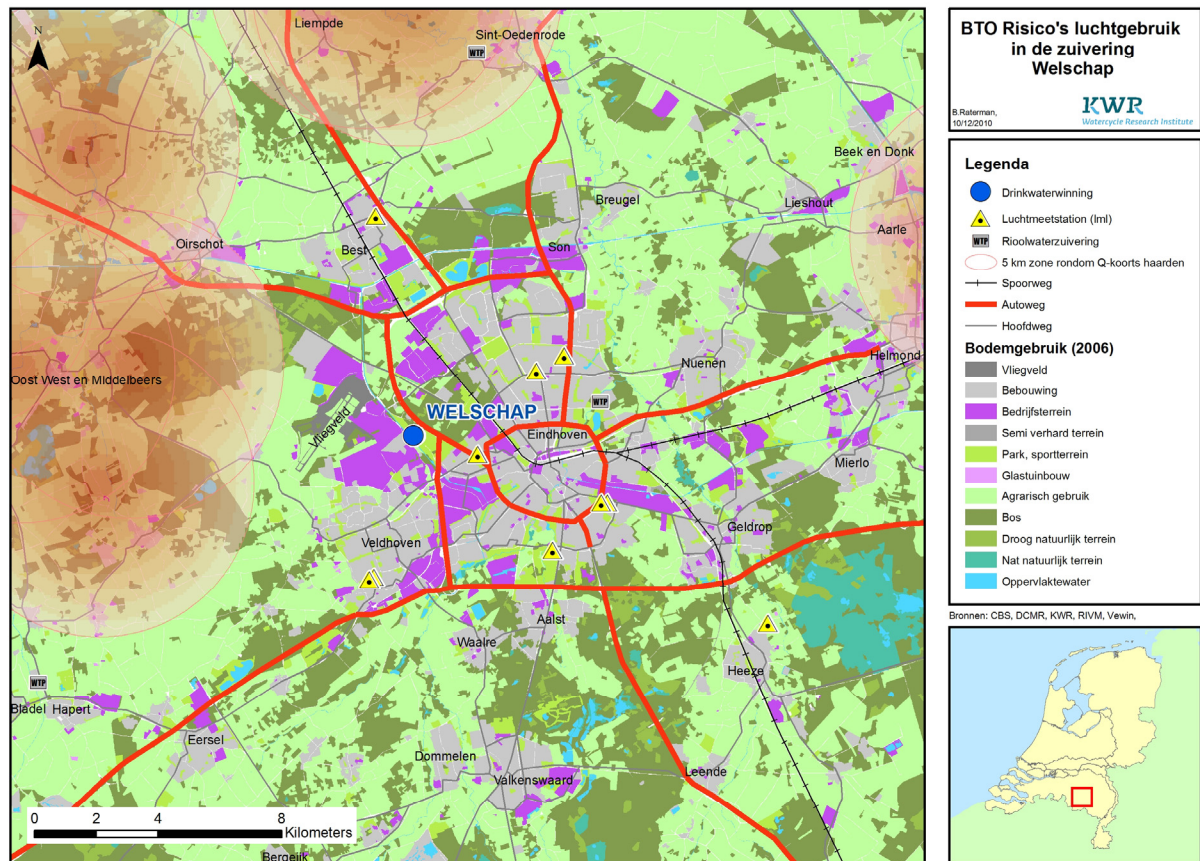 N
Liempde
Sint-Oedenrode
WTP
Beek en Donk
Breugel
Lieshout
Aarle
Oirschot
Best
Son
Oost West en Middelbeers
Nuenen
Helmond
WTP
WELSCHAP
Vliegveld
Eindhoven
Mierlo
Veldhoven
Geldrop
Aalst
Waalre
Heeze
WTP
Bladel
Hapert
Eersel
Dommelen
Valkenswaard
Leende
Bergeijk
0 2 4 8
Kilometers
BTO Risico's luchtgebruik
in de zuivering
Welschap
B.Raterman,
10/12/2010
KWR
Watercycle Research Institute
Legenda
Drinkwaterwinning
Luchtmeetstation (lml)
WTP Rioolwaterzuivering
5 km zone rondom Q-koorts haarden
Spoorweg
Autoweg
Hoofdweg
Bodemgebruik (2006)
Vliegveld
Bebouwing
Bedrijfsterrein
Semi verhard terrein
Park, sportterrein
Glastuinbouw
Agrarisch gebruik
Bos
Droog natuurlijk terrein
Nat natuurlijk terrein
Oppervlaktewater
Bronnen: CBS, DCMR, KWR, RIVM, Vewin,